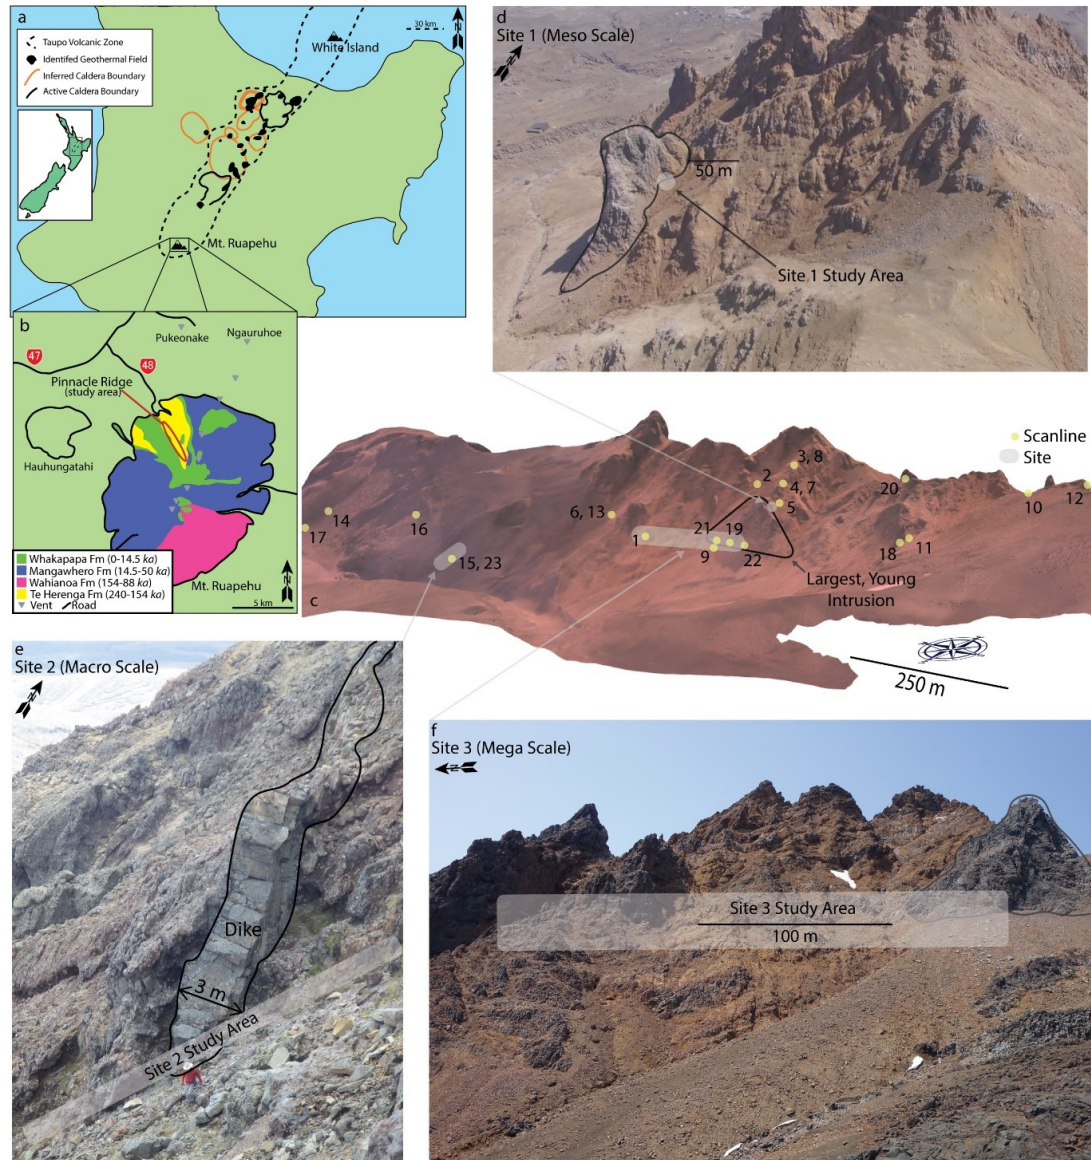 a
Taupo Volcanic Zone
Identifed Geothermal Field
Inferred Caldera Boundary
Active Caldera Boundary
30 km
N
White Island
Mt. Ruapehu
b
47
48
Pukeonake
Ngauruhoe
Pinnacle Ridge
(study area)
Hauhungatahi
Whakapapa Fm (0-14.5 ka)
Mangawhero Fm (14.5-50 ka)
Wahianoa Fm (154-88 ka)
Te Herenga Fm (240-154 ka)
Vent
Road
Mt. Ruapehu
5 km
d
Site 1 (Meso Scale)
N
50 m
Site 1 Study Area
Scanline
Site
3, 8
2
4, 7
5
20
10
12
14
17
16
6, 13
1
21
19
9
22
18
11
15, 23
Largest, Young
Intrusion
c
250 m
e
Site 2 (Macro Scale)
N
Dike
3 m
Site 2 Study Area
f
Site 3 (Mega Scale)
N
Site 3 Study Area
100 m